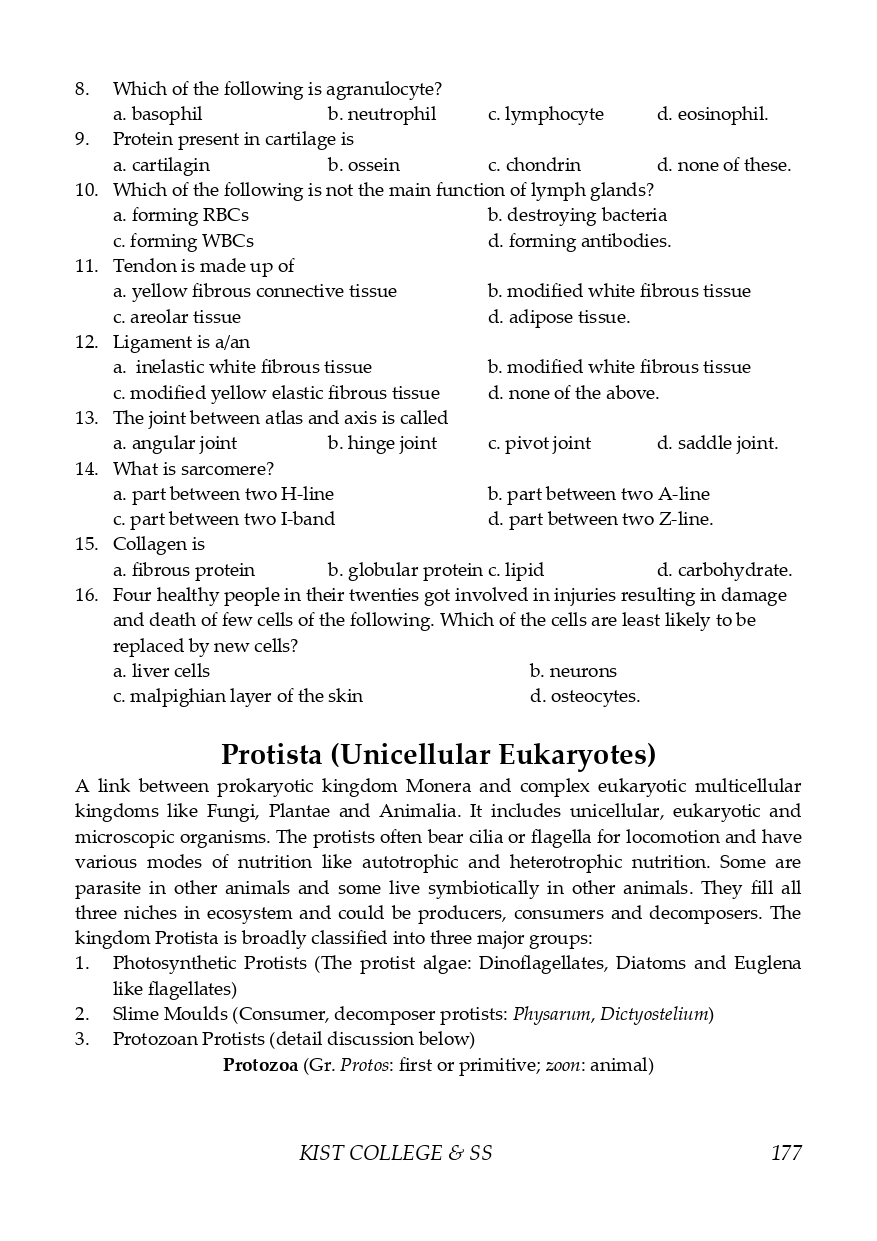 8. Which of the following is agranulocyte?
a. basophil b. neutrophil c. lymphocyte d. eosinophil.
9. Protein present in cartilage is
a. cartilagin b. ossein c. chondrin d. none of these.
10. Which of the following is not the main function of lymph glands?
a. forming RBCs b. destroying bacteria
c. forming WBCs d. forming antibodies.
11. Tendon is made up of
a. yellow fibrous connective tissue b. modified white fibrous tissue
c. areolar tissue d. adipose tissue.
12. Ligament is a/an
a. inelastic white fibrous tissue b. modified white fibrous tissue
c. modified yellow elastic fibrous tissue d. none of the above.
13. The joint between atlas and axis is called
a. angular joint b. hinge joint c. pivot joint d. saddle joint.
14. What is sarcomere?
a. part between two H-line b. part between two A-line
c. part between two I-band d. part between two Z-line.
15. Collagen is
a. fibrous protein b. globular protein c. lipid d. carbohydrate.
16. Four healthy people in their twenties got involved in injuries resulting in damage
and death of few cells of the following. Which of the cells are least likely to be
replaced by new cells?
a. liver cells b. neurons
c. malpighian layer of the skin d. osteocytes.
Protista (Unicellular Eukaryotes)
A link between prokaryotic kingdom Monera and complex eukaryotic multicellular
kingdoms like Fungi, Plantae and Animalia. It includes unicellular, eukaryotic and
microscopic organisms. The protists often bear cilia or flagella for locomotion and have
various modes of nutrition like autotrophic and heterotrophic nutrition. Some are
parasite in other animals and some live symbiotically in other animals. They fill all
three niches in ecosystem and could be producers, consumers and decomposers. The
kingdom Protista is broadly classified into three major groups:
1. Photosynthetic Protists (The protist algae: Dinoflagellates, Diatoms and Euglena
like flagellates)
2. Slime Moulds (Consumer, decomposer protists: Physarum, Dictyostelium)
3. Protozoan Protists (detail discussion below)
Protozoa (Gr. Protos: first or primitive; zoon: animal)
KIST COLLEGE & SS 177